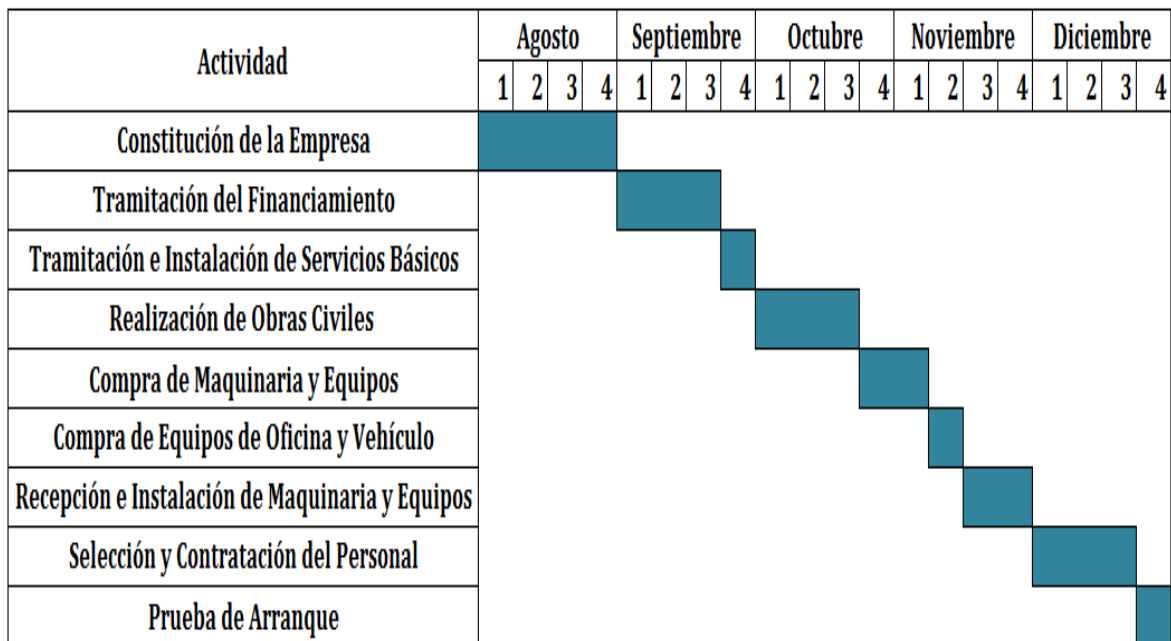 Actividad
Agosto Septiembre Octubre Noviembre Diciembre
1 2 3 4 1 2 3 4 1 2 3 4 1 2 3 4 1 2 3 4
Constitución de la Empresa
Tramitación del Financiamiento
Tramitación e Instalación de Servicios Básicos
Realización de Obras Civiles
Compra de Maquinaria y Equipos
Compra de Equipos de Oficina y Vehículo
Recepción e Instalación de Maquinaria y Equipos
Selección y Contratación del Personal
Prueba de Arranque